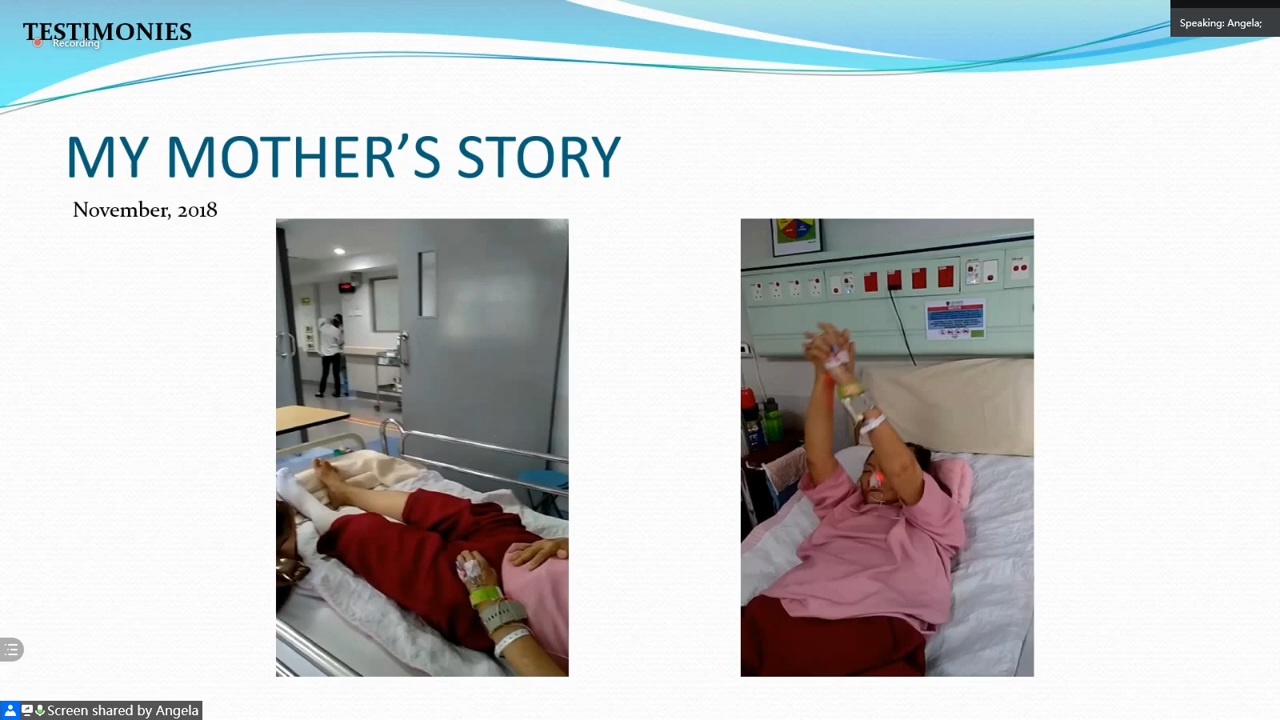 TESTIMONIES
Recording
Speaking: Angela;
MY MOTHER’S STORY
November, 2018
Screen shared by Angela